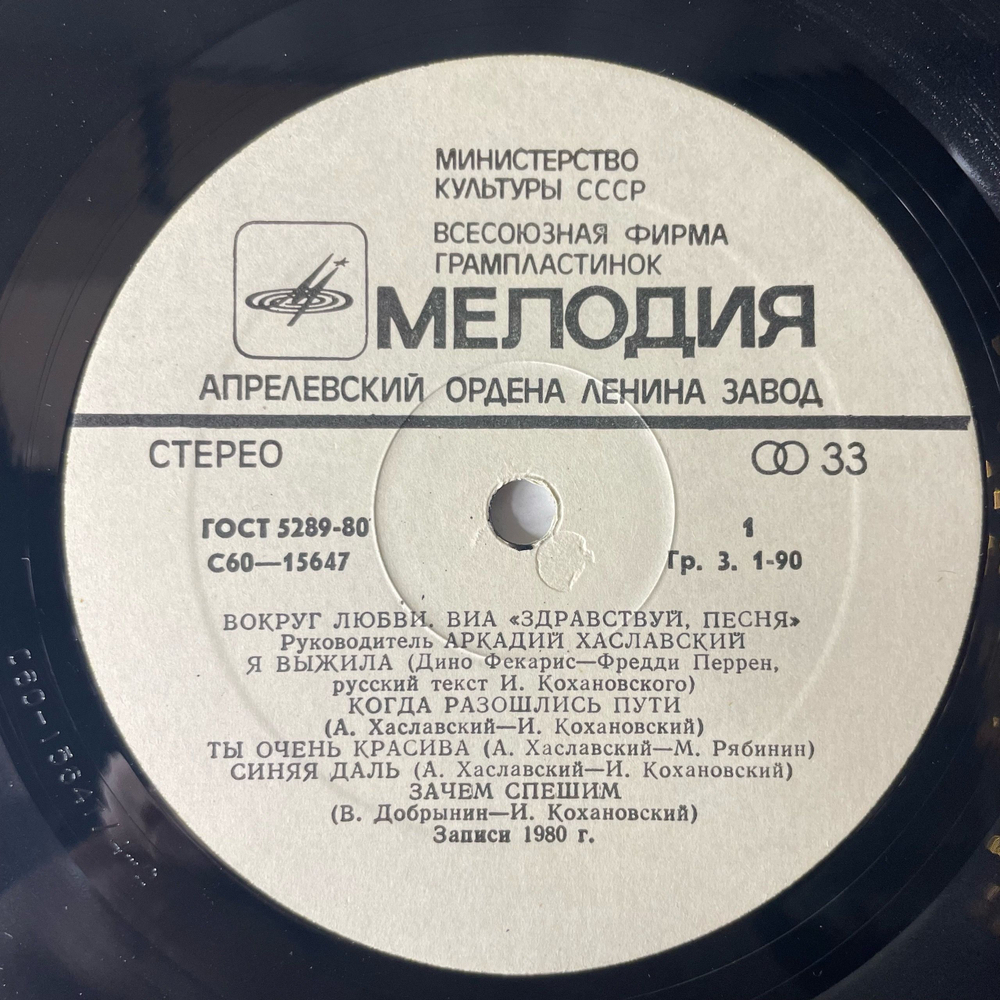 МИНИСТЕРСТВО
КУЛЬТУРЫ СССР
ВСЕСОЮЗНАЯ ФИРМА
ГРАМПЛАСТИНОК
МЕЛОДИЯ
АПРЕЛЕВСКИЙ ОРДЕНА ЛЕНИНА ЗАВОД
СТЕРЕО 33
ГОСТ 5289-80 1
С60—15647 Гр. 3. 1-90
ВОКРУГ ЛЮБВИ. ВИА «ЗДРАВСТВУЙ, ПЕСНЯ»
Руководитель АРКАДИЙ ХАСЛАВСКИЙ
Я ВЫЖИЛА (Дино Фекарис—Фредди Перрен,
русский текст И. Кохановского)
КОГДА РАЗОШЛИСЬ ПУТИ
(А. Хаславский—И. Кохановский)
ТЫ ОЧЕНЬ КРАСИВА (А. Хаславский—М. Рябинин)
СИНЯЯ ДАЛЬ (А. Хаславский—И. Кохановский)
ЗАЧЕМ СПЕШИМ
(В. Добрынин—И. Кохановский)
Записи 1980 г.